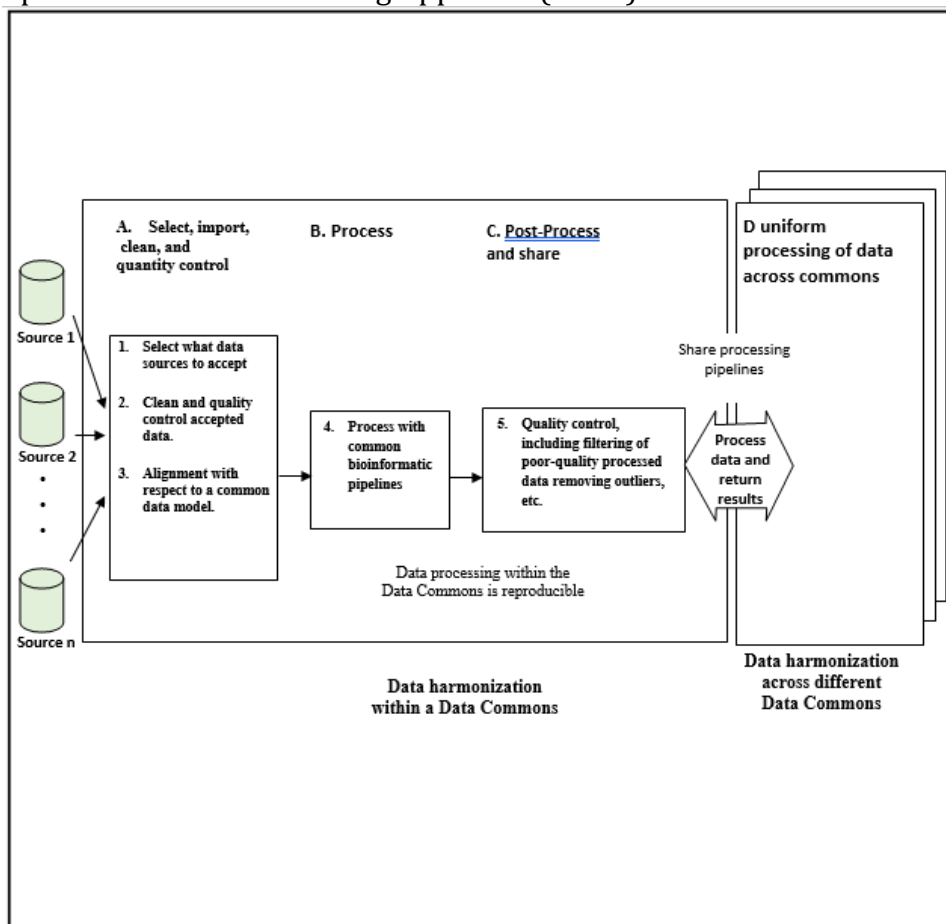 A. Select, import,
clean, and
quantity control
B. Process
C. Post-Process
and share
D uniform
processing of data
across commons
Source 1
Source 2
Source n
1. Select what data
sources to accept
2. Clean and quality
control accepted
data.
3. Alignment with
respect to a common
data model.
4. Process with
common
bioinformatic
pipelines
5. Quality control,
including filtering of
poor-quality processed
data removing outliers,
etc.
Share processing
pipelines
Process
data and
return
results
Data processing within the
Data Commons is reproducible
Data harmonization
within a Data Commons
Data harmonization
across different
Data Commons